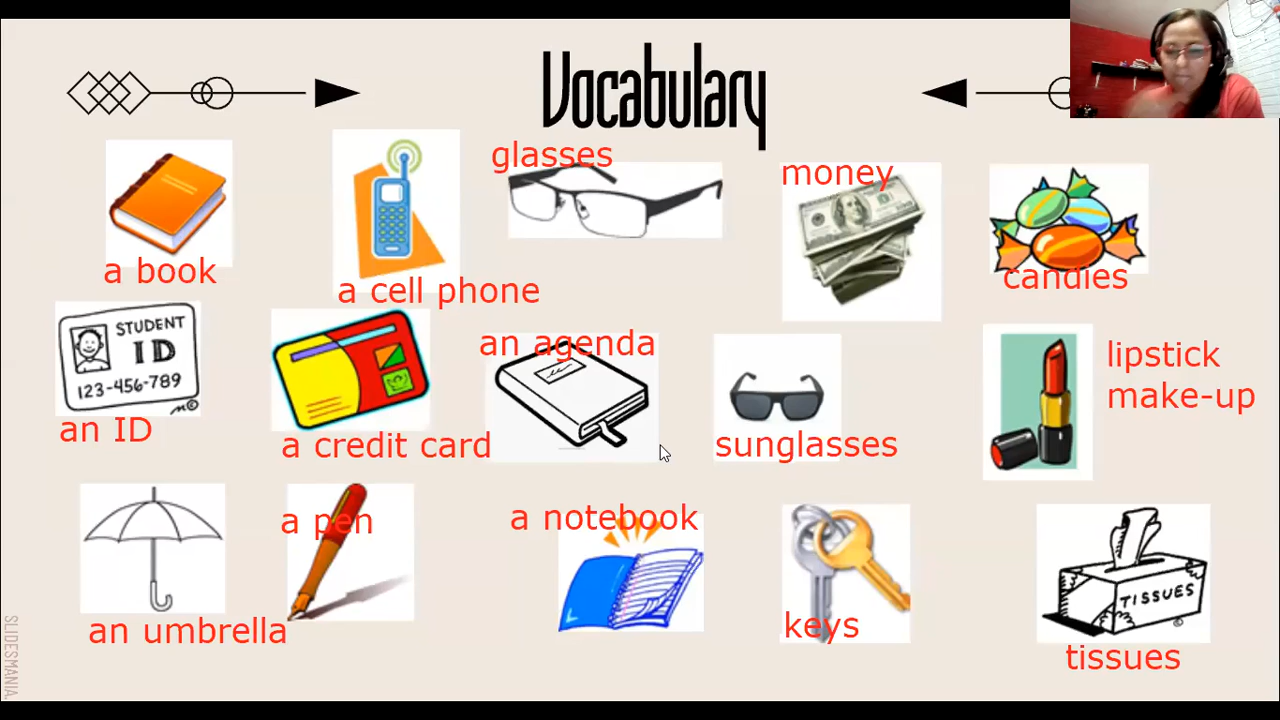 Vocabulary
glasses
money
a book
a cell phone
candies
STUDENT
ID
123-456-789
an ID
a credit card
an agenda
sunglasses
lipstick
make-up
an umbrella
a pen
a notebook
keys
TISSUES
tissues
SLIDESMANIA.